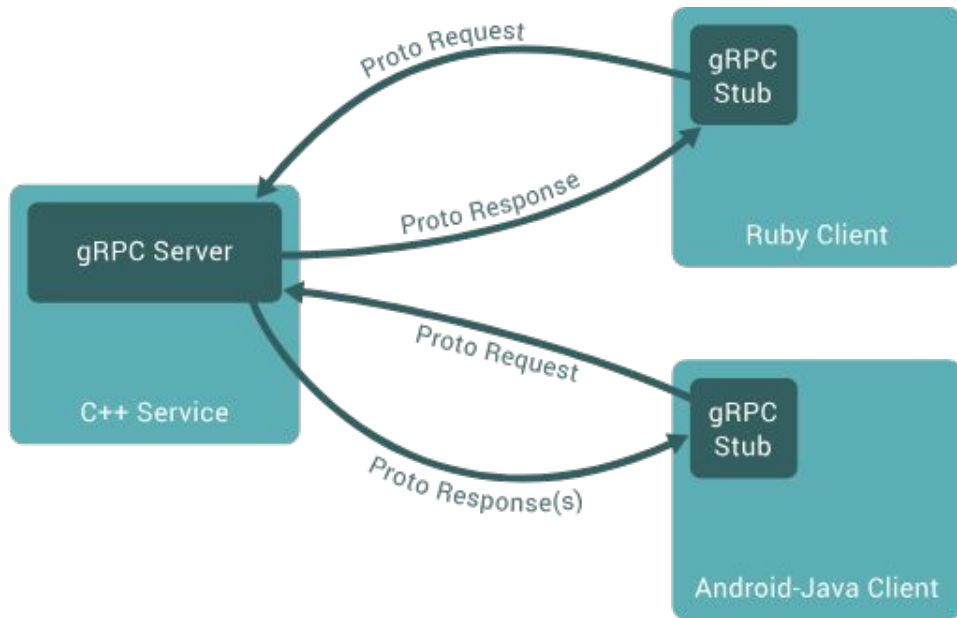 Proto Request
gRPC
Stub
Proto Response
Ruby Client
gRPC Server
C++ Service
Proto Request
gRPC
Stub
Proto Response(s)
Android-Java Client